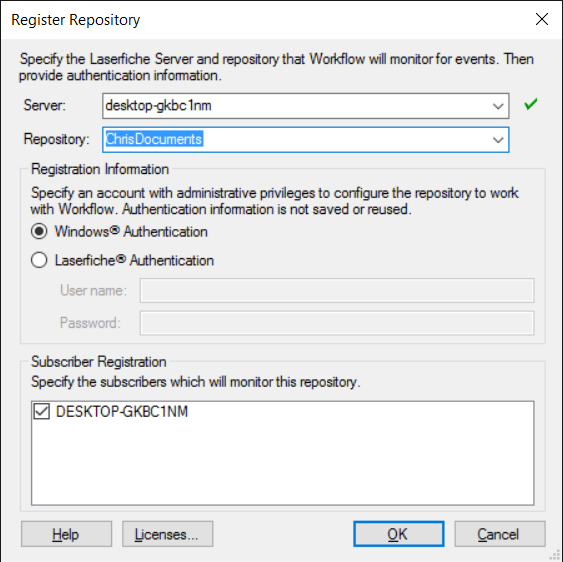 Register Repository
Specify the Laserfiche Server and repository that Workflow will monitor for events. Then
provide authentication information.
Server: desktop-gkbc1nm
Repository: ChrisDocuments
Registration Information
Specify an account with administrative privileges to configure the repository to work
with Workflow. Authentication information is not saved or reused.
Windows® Authentication
Laserfiche® Authentication
User name:
Password:
Subscriber Registration
Specify the subscribers which will monitor this repository.
DESKTOP-GKBC1NM
Help Licenses... OK Cancel